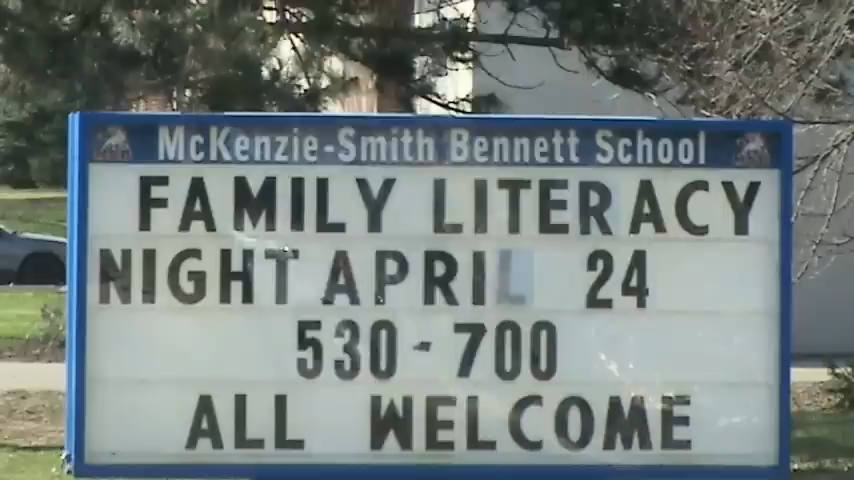 McKenzie-Smith Bennett School
FAMILY LITERACY
NIGHT APRIL 24
530-700
ALL WELCOME